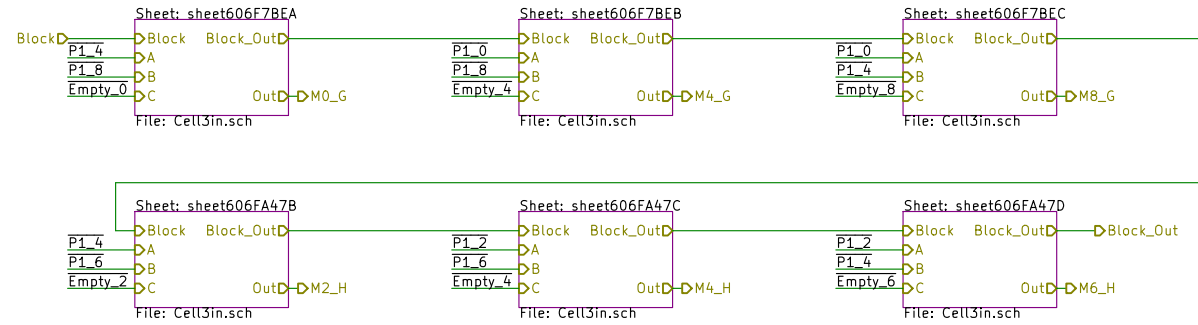 Sheet: sheet606F7BEA Sheet: sheet606F7BEB Sheet: sheet606F7BEC
Block Block Block_Out Block Block_Out Block Block_Out
P1_4 A P1_0 A P1_0 A
P1_8 B P1_8 B P1_4 B
Empty_0 C Out M0_G Empty_4 C Out M4_G Empty_8 C Out M8_G
File: Cell3in.sch File: Cell3in.sch File: Cell3in.sch
Sheet: sheet606FA47B Sheet: sheet606FA47C Sheet: sheet606FA47D
Block Block_Out Block Block_Out Block Block_Out Block_Out
P1_4 A P1_2 A P1_2 A
P1_6 B P1_6 B P1_4 B
Empty_2 C Out M2_H Empty_4 C Out M4_H Empty_6 C Out M6_H
File: Cell3in.sch File: Cell3in.sch File: Cell3in.sch